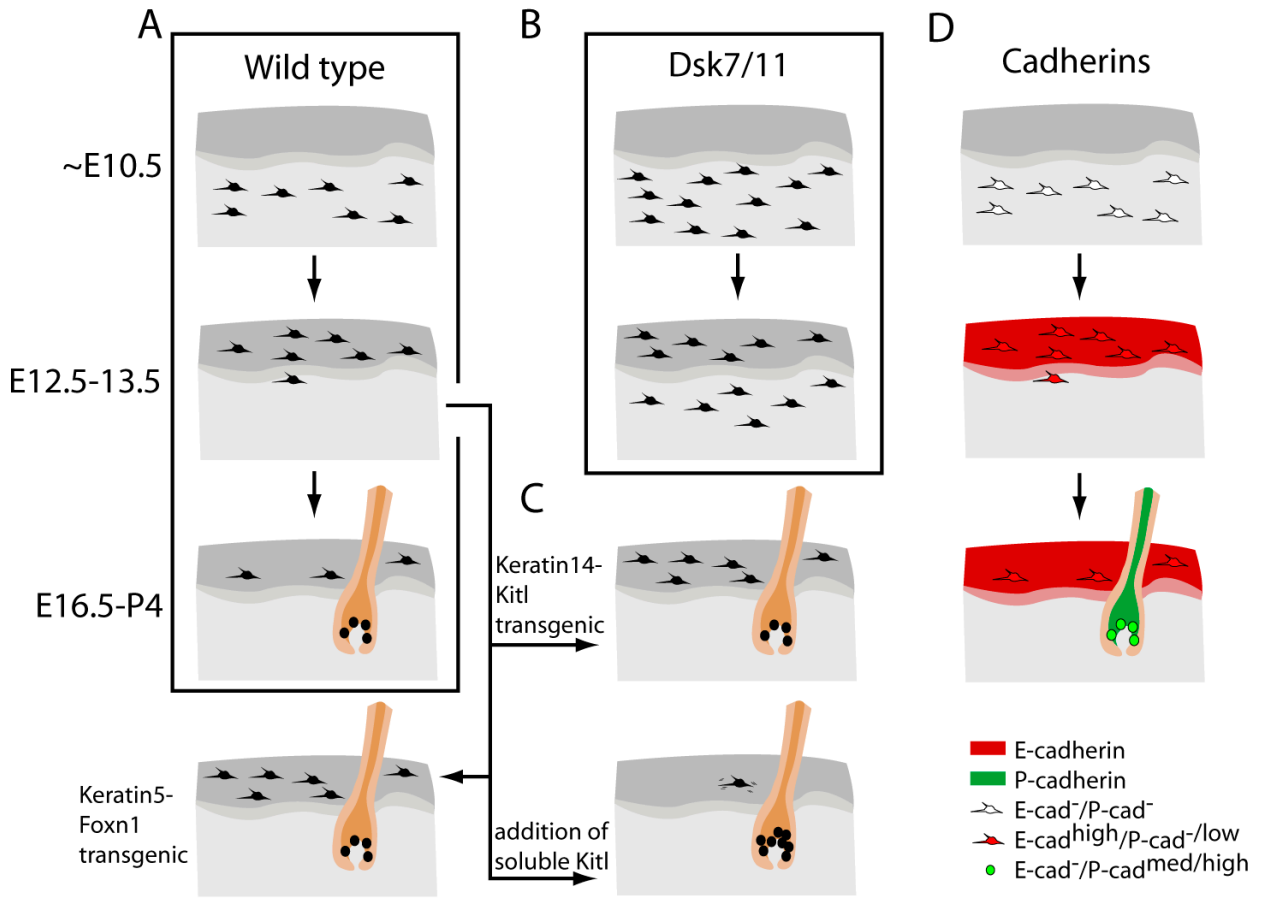 A
B
D
Wild type
Dsk7/11
Cadherins
~E10.5
E12.5-13.5
C
E16.5-P4
Keratin14-
Kitl
transgenic
Keratin5-
Foxn1
transgenic
addition of
soluble Kitl
E-cadherin
P-cadherin
E-cad⁻/P-cad⁻
E-cadhigh/P-cad-/low
E-cad⁻/P-cadmed/high